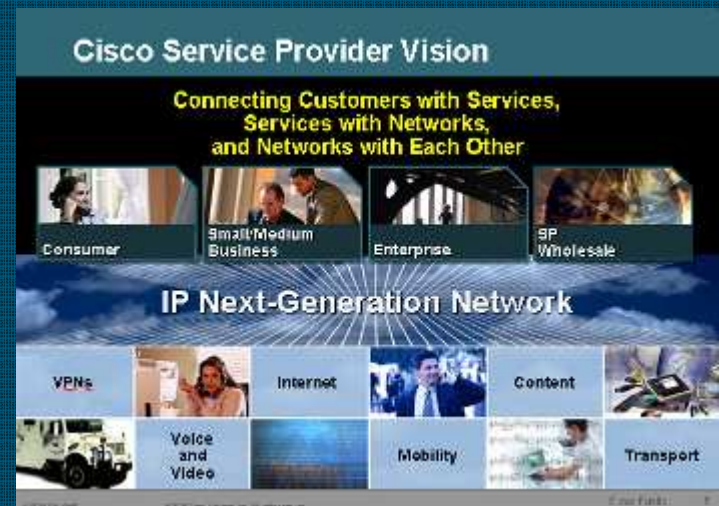 Cisco Service Provider Vision
Connecting Customers with Services,
Services with Networks,
and Networks with Each Other
Consumer
Small/Medium
Business
Enterprise
SP
Wholesale
IP Next-Generation Network
VPNs
Internet
Content
Voice
and
Video
Mobility
Transport